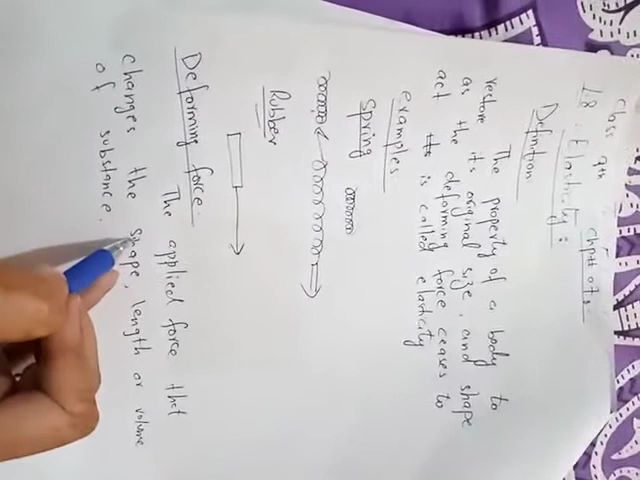 class 9th chpt# 07:
L8: Elasticity:
Definition
The property of a body to
restore its original size, and shape
as the deforming force ceases to
act is called elasticity
examples
Spring
Rubber
Deforming force:
The applied force that
changes the shape, length or volume
of substance.